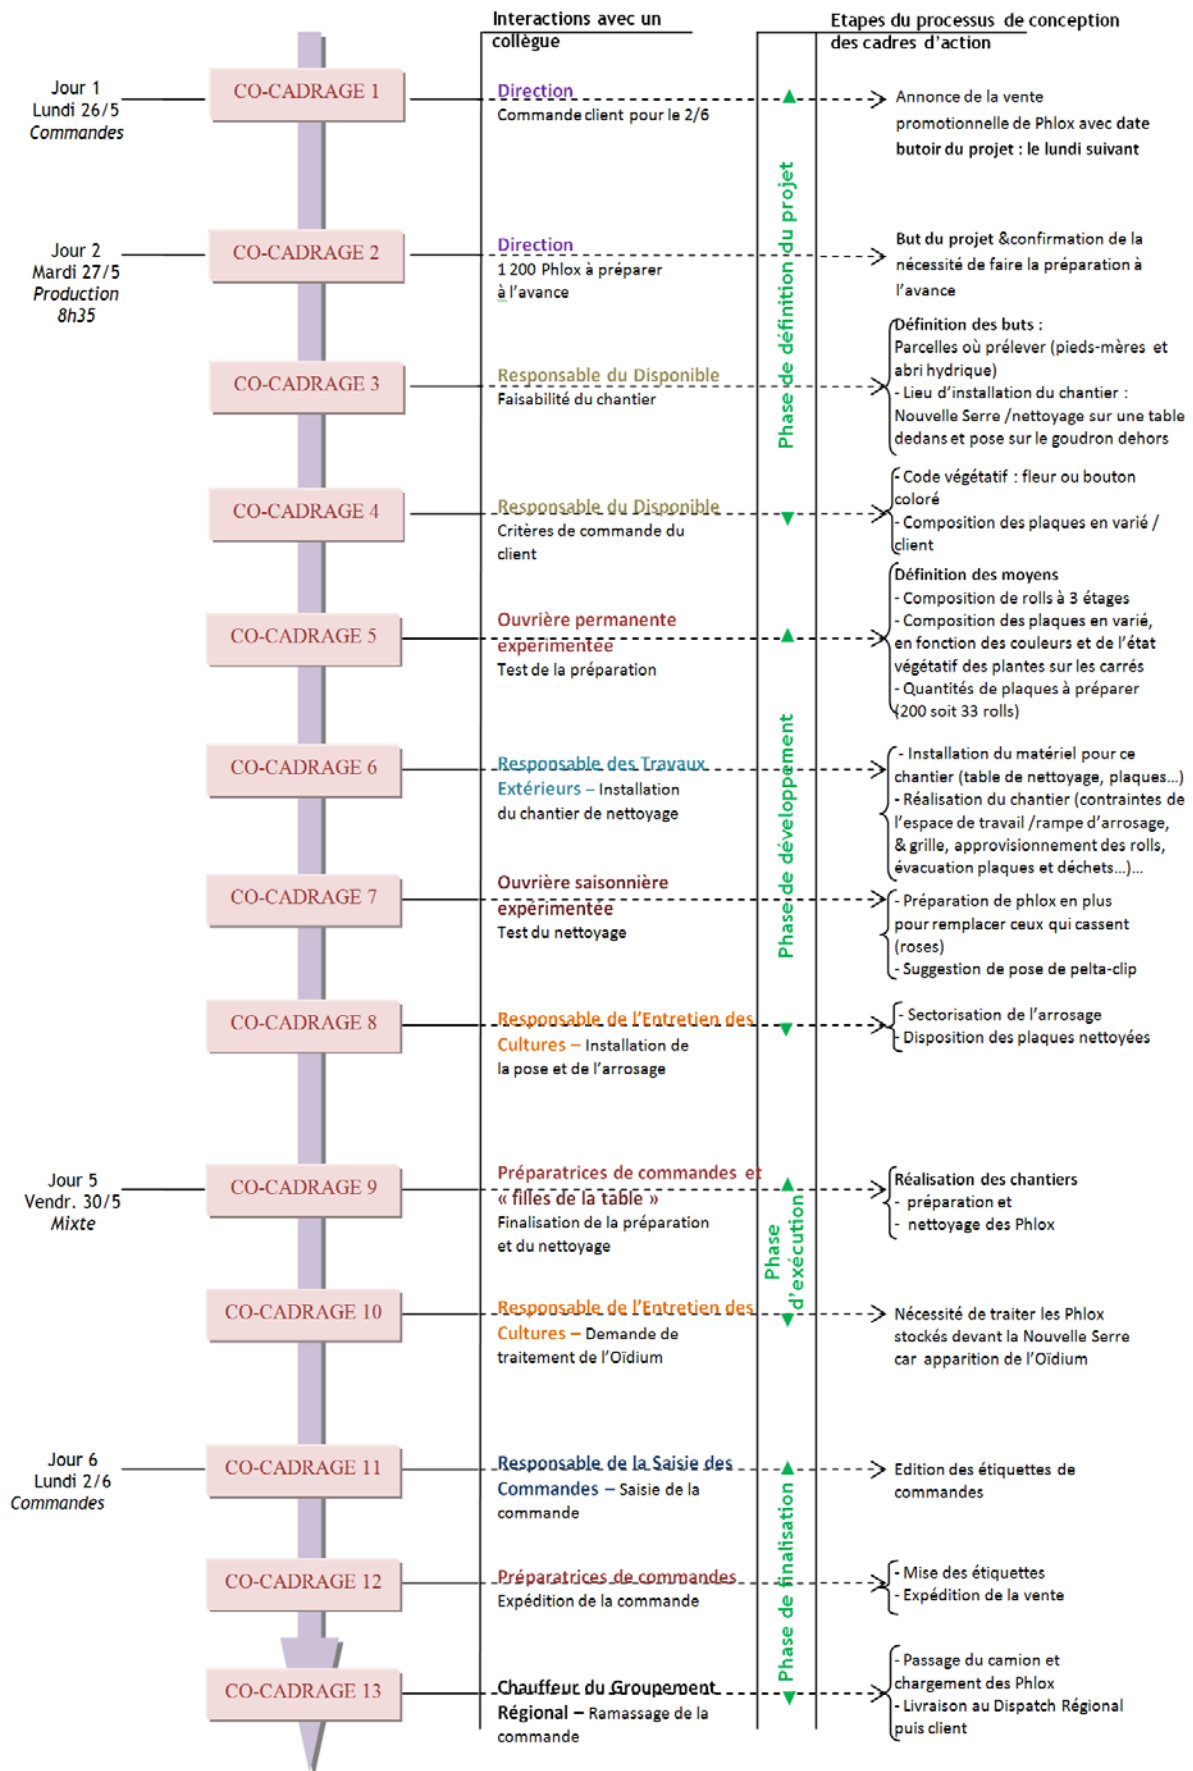 Interactions avec un
collègue
Etapes du processus de conception
des cadres d'action
Jour 1
Lundi 26/5
Commandes
CO-CADRAGE 1
Direction
Commande client pour le 2/6
Annonce de la vente
promotionnelle de Phlox avec date
butoir du projet : le lundi suivant
Phase de définition du projet
Jour 2
Mardi 27/5
Production
8h35
CO-CADRAGE 2
Direction
1 200 Phlox à préparer
à l'avance
But du projet &confirmation de la
nécessité de faire la préparation à
l'avance
CO-CADRAGE 3
Responsable du Disponible
Faisabilité du chantier
Définition des buts :
Parcelles où prélever (pieds-mères et
abri hydrique)
- Lieu d'installation du chantier :
Nouvelle Serre /nettoyage sur une table
dedans et pose sur le goudron dehors
CO-CADRAGE 4
Responsable du Disponible
Critères de commande du
client
- Code végétatif : fleur ou bouton
coloré
- Composition des plaques en varié /
client
CO-CADRAGE 5
Ouvrière permanente
expérimentée
Test de la préparation
Définition des moyens
- Composition de rolls à 3 étages
- Composition des plaques en varié,
en fonction des couleurs et de l'état
végétatif des plantes sur les carrés
- Quantités de plaques à préparer
(200 soit 33 rolls)
Phase de développement
CO-CADRAGE 6
Responsable des Travaux
Extérieurs – Installation
du chantier de nettoyage
- Installation du matériel pour ce
chantier (table de nettoyage, plaques...)
- Réalisation du chantier (contraintes de
l'espace de travail /rampe d'arrosage,
& grille, approvisionnement des rolls,
évacuation plaques et déchets...)...
CO-CADRAGE 7
Ouvrière saisonnière
expérimentée
Test du nettoyage
- Préparation de phlox en plus
pour remplacer ceux qui cassent
(roses)
- Suggestion de pose de pelta-clip
CO-CADRAGE 8
Responsable de l'Entretien des
Cultures – Installation de
la pose et de l'arrosage
- Sectorisation de l'arrosage
- Disposition des plaques nettoyées
Jour 5
Vendr. 30/5
Mixte
CO-CADRAGE 9
Préparatrices de commandes et
« filles de la table »
Finalisation de la préparation
et du nettoyage
Réalisation des chantiers
- préparation et
- nettoyage des Phlox
Phase
d'exécution
CO-CADRAGE 10
Responsable de l'Entretien des
Cultures – Demande de
traitement de l'Oïdium
Nécessité de traiter les Phlox
stockés devant la Nouvelle Serre
car apparition de l'Oïdium
Jour 6
Lundi 2/6
Commandes
CO-CADRAGE 11
Responsable de la Saisie des
Commandes – Saisie de la
commande
Edition des étiquettes de
commandes
Phase de finalisation
CO-CADRAGE 12
Préparatrices de commandes
Expédition de la commande
- Mise des étiquettes
- Expédition de la vente
CO-CADRAGE 13
Chauffeur du Groupement
Régional – Ramassage de la
commande
- Passage du camion et
chargement des Phlox
- Livraison au Dispatch Régional
puis client